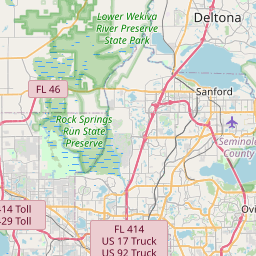 Deltona
Lower Wekiva
River Preserve
State Park
FL 46
Sanford
Rock Springs
Run State
Preserve
(Seminole
County
414 Toll
429 Toll
FL 414
US 17 Truck
US 92 Truck
Ovi